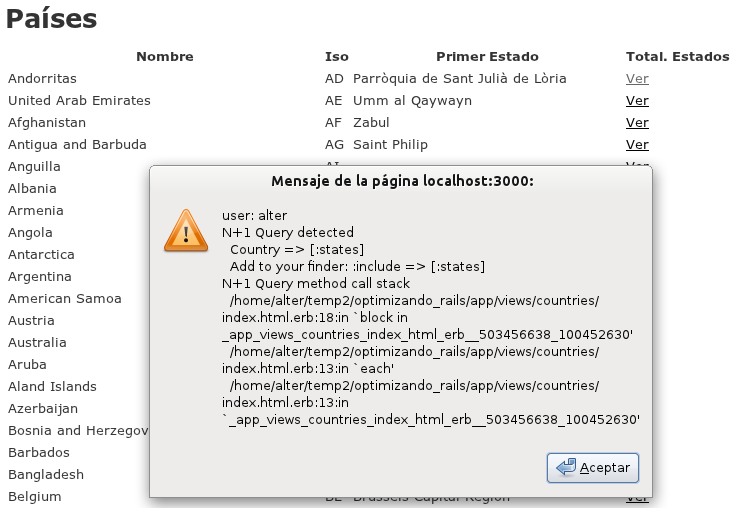 Países
Nombre Iso Primer Estado Total. Estados
Andorritas AD Parròquia de Sant Julià de Lòria Ver
United Arab Emirates AE Umm al Qaywayn Ver
Afghanistan AF Zabul Ver
Antigua and Barbuda AG Saint Philip Ver
Anguilla AI Ver
Albania
Armenia
Angola
Antarctica
Argentina
American Samoa
Austria
Australia
Aruba
Aland Islands
Azerbaijan
Bosnia and Herzegov
Barbados
Bangladesh
Belgium BE Brussels Capital Region Ver
Mensaje de la página localhost:3000:
user: alter
N+1 Query detected
Country => [:states]
Add to your finder: :include => [:states]
N+1 Query method call stack
/home/alter/temp2/optimizando_rails/app/views/countries/
index.html.erb:18:in `block in
_app_views_countries_index_html_erb__503456638_100452630'
/home/alter/temp2/optimizando_rails/app/views/countries/
index.html.erb:13:in `each'
/home/alter/temp2/optimizando_rails/app/views/countries/
index.html.erb:13:in
`_app_views_countries_index_html_erb__503456638_100452630'
Aceptar